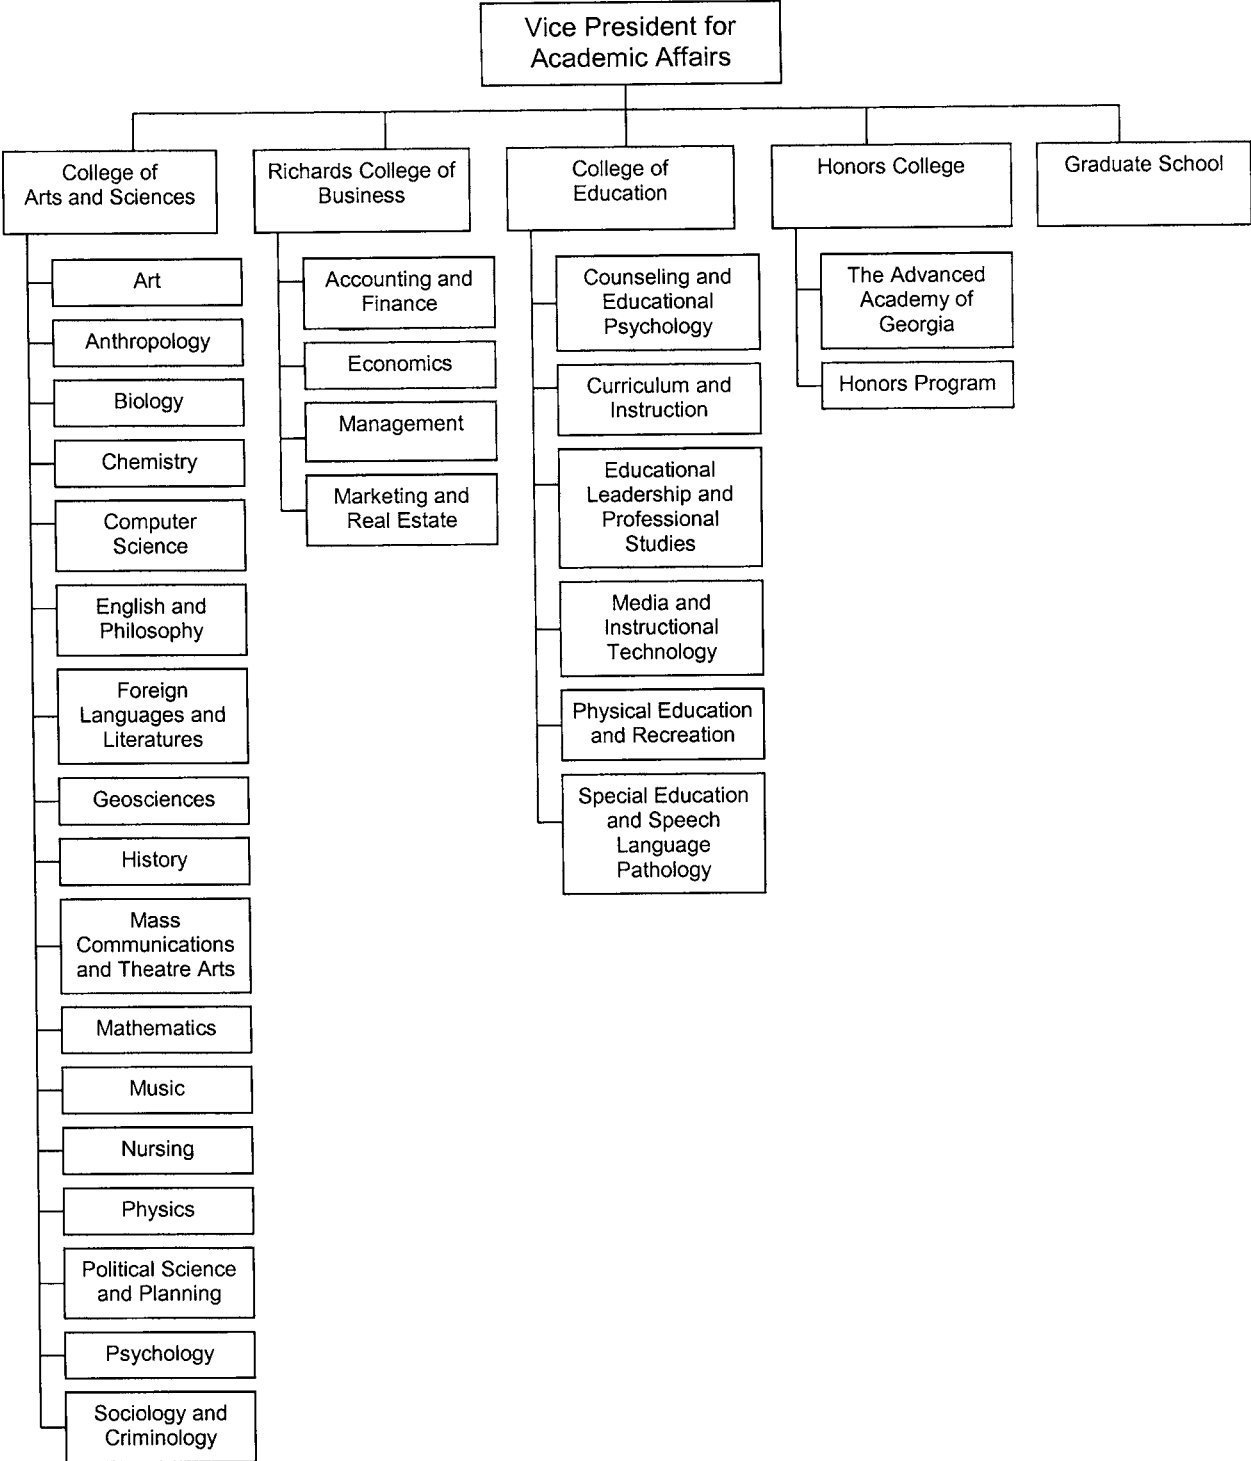 Vice President for
Academic Affairs
College of
Arts and Sciences
Art
Anthropology
Biology
Chemistry
Computer
Science
English and
Philosophy
Foreign
Languages and
Literatures
Geosciences
History
Mass
Communications
and Theatre Arts
Mathematics
Music
Nursing
Physics
Political Science
and Planning
Psychology
Sociology and
Criminology
Richards College of
Business
Accounting and
Finance
Economics
Management
Marketing and
Real Estate
College of
Education
Counseling and
Educational
Psychology
Curriculum and
Instruction
Educational
Leadership and
Professional
Studies
Media and
Instructional
Technology
Physical Education
and Recreation
Special Education
and Speech
Language
Pathology
Honors College
The Advanced
Academy of
Georgia
Honors Program
Graduate School